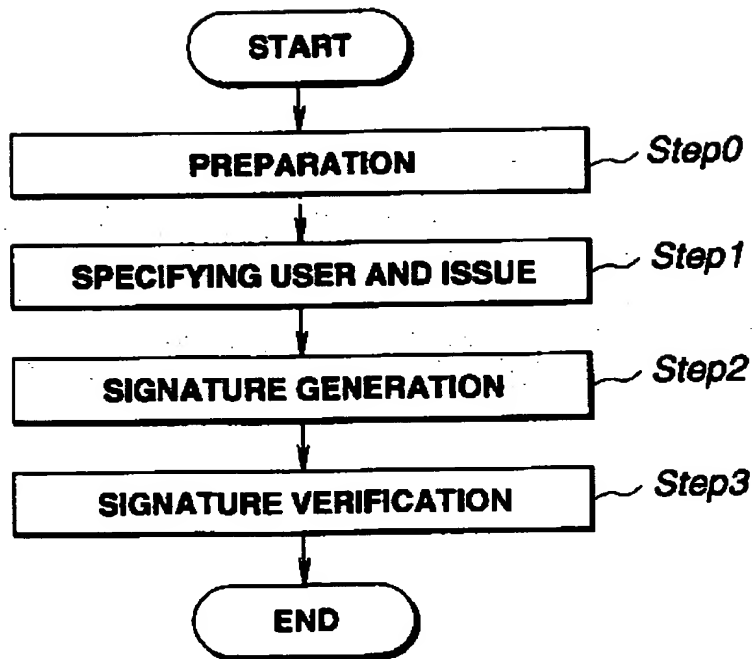 START
PREPARATION
Step0
SPECIFYING USER AND ISSUE
Step1
SIGNATURE GENERATION
Step2
SIGNATURE VERIFICATION
Step3
END